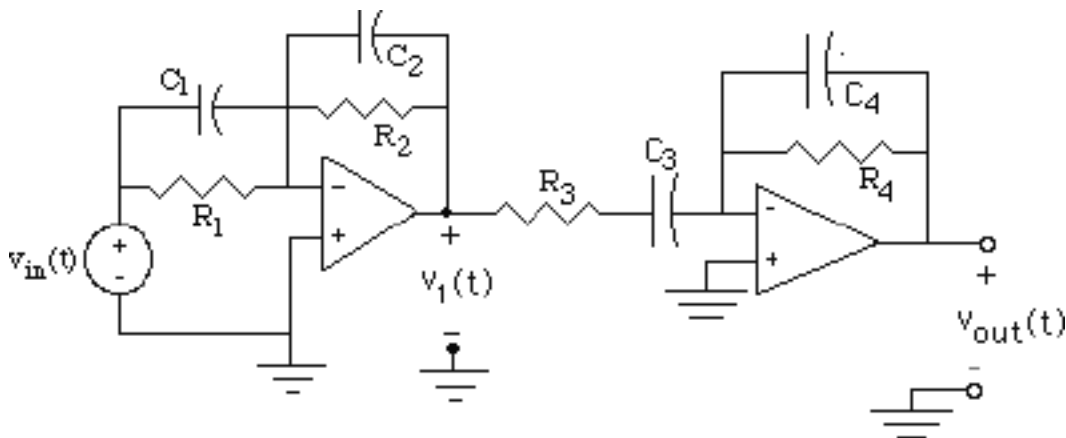 C2
C1
R2
R1
C4
C3
R3
R4
- 
+
-
+
+
-
vin(t)
+
v1(t)
-
+
vout(t)
-